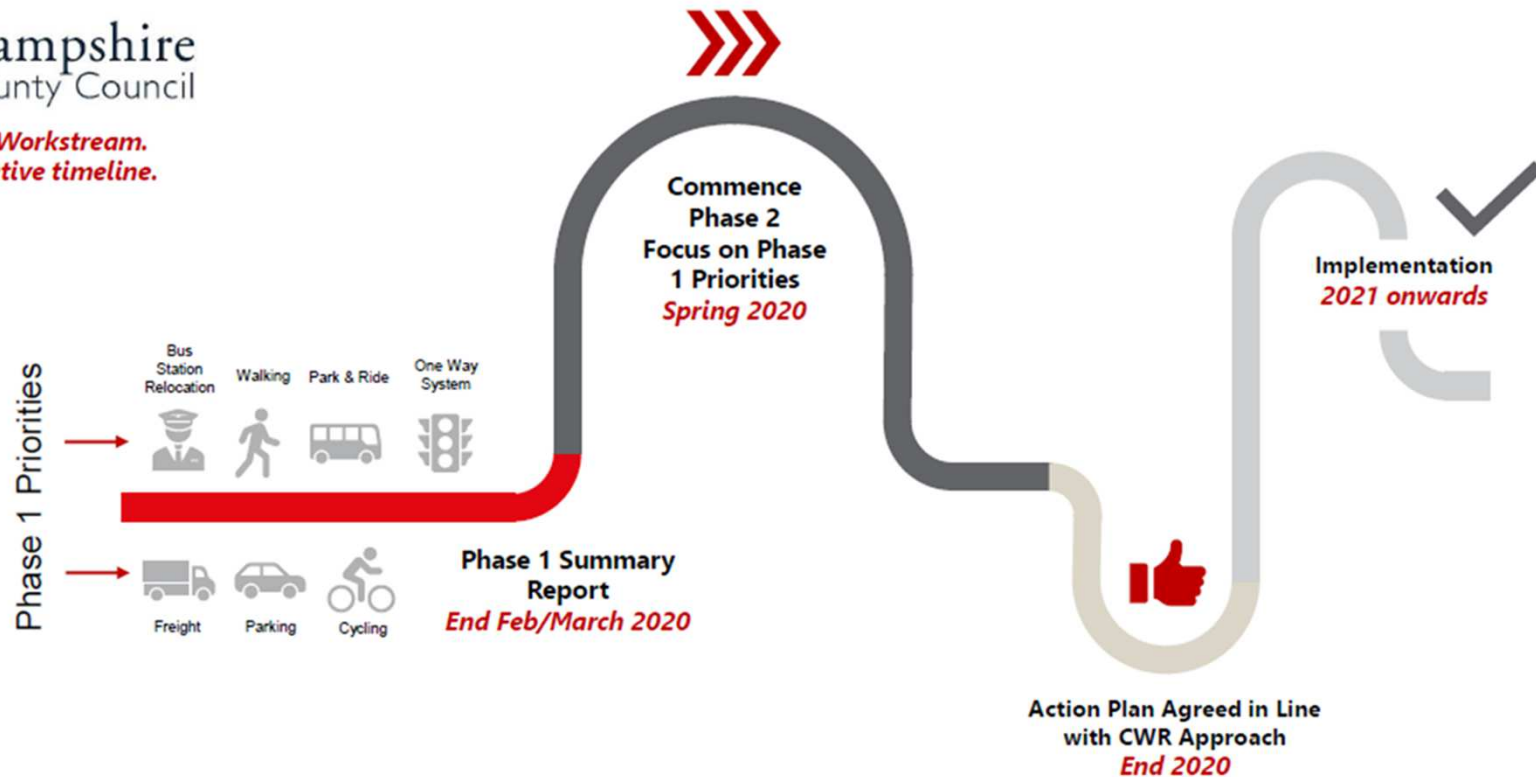 ampshire
unty Council
Workstream.
tive timeline.
Commence
Phase 2
Focus on Phase
1 Priorities
Spring 2020
Implementation
2021 onwards
Phase 1 Priorities
Bus
Station
Relocation
Walking
Park & Ride
One Way
System
Freight
Parking
Cycling
Phase 1 Summary
Report
End Feb/March 2020
Action Plan Agreed in Line
with CWR Approach
End 2020